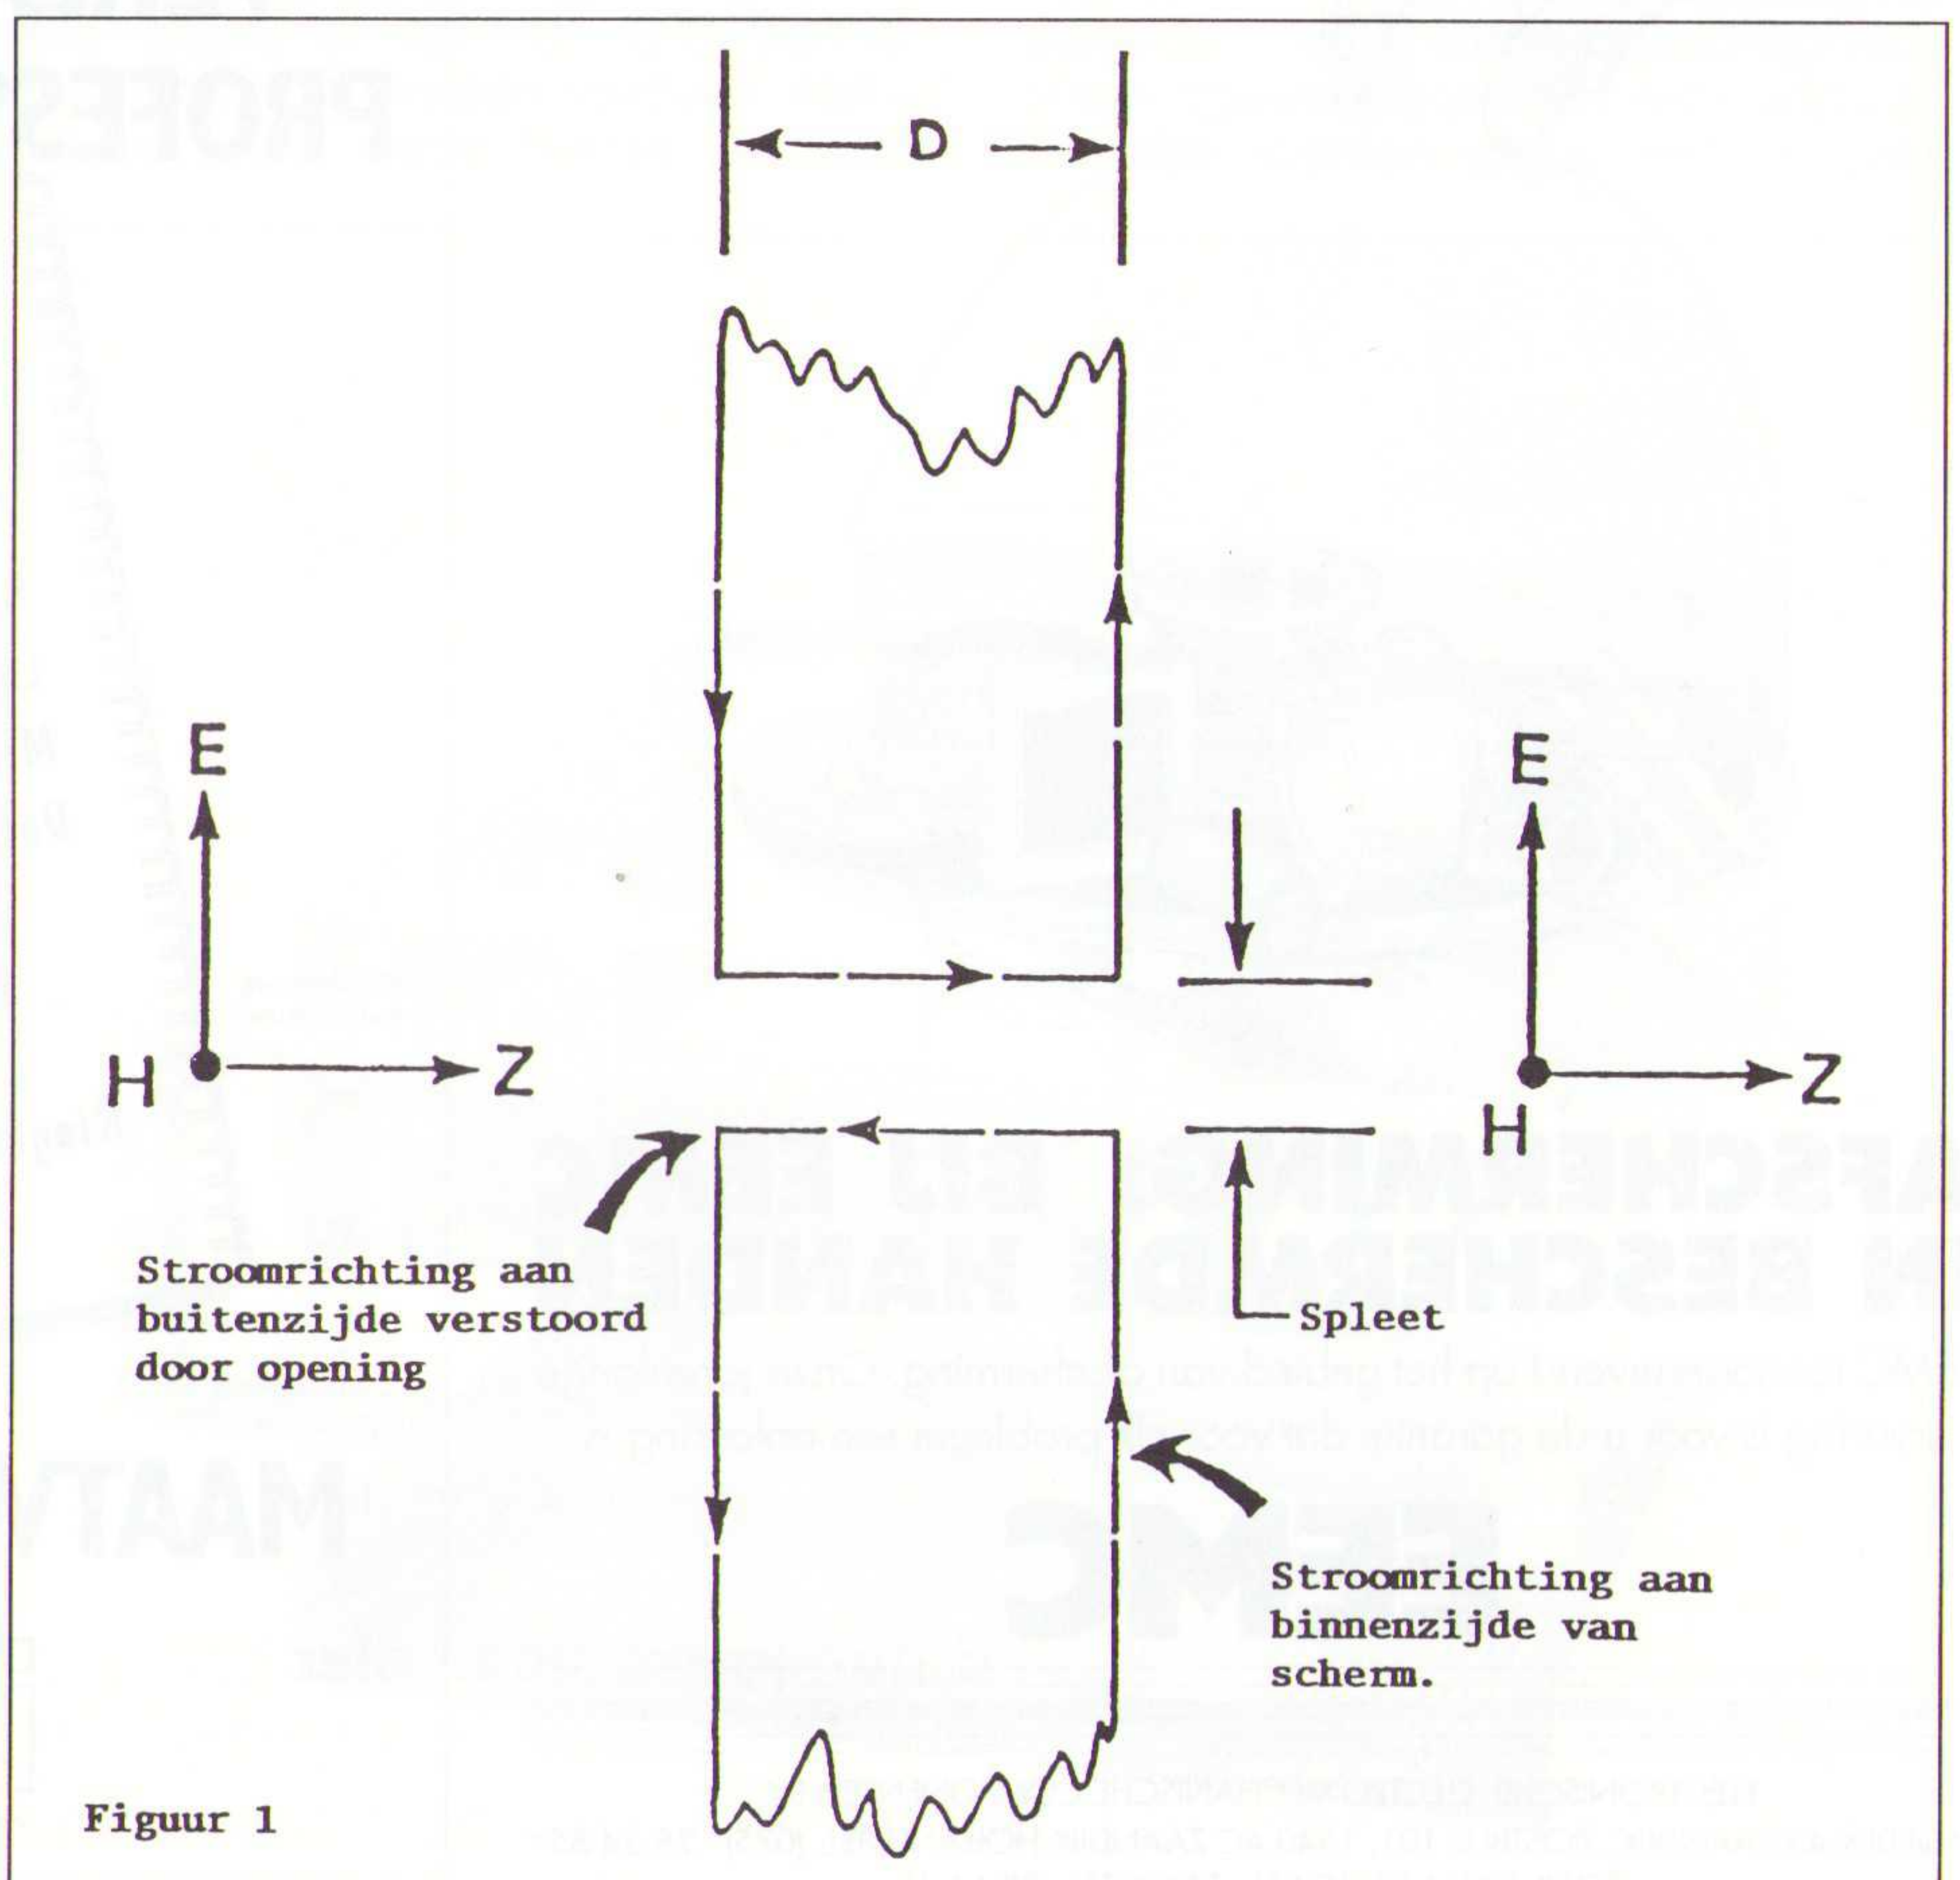 D
E
H
Z
E
H
Z
Stroomrichting aan
buitenzijde verstoord
door opening
Spleet
Stroomrichting aan
binnenzijde van
scherm.
Figuur 1